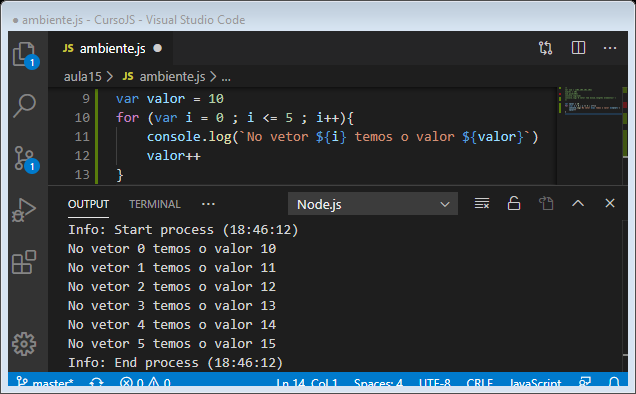 ambiente.js - CursoJS - Visual Studio Code
JS ambiente.js
aula15 > JS ambiente.js > ...
9 var valor = 10
10 for (var i = 0 ; i <= 5 ; i++){
11 console.log(`No vetor ${i} temos o valor ${valor}`)
12 valor++
13 }
1
1
OUTPUT TERMINAL ... Node.js
Info: Start process (18:46:12)
No vetor 0 temos o valor 10
No vetor 1 temos o valor 11
No vetor 2 temos o valor 12
No vetor 3 temos o valor 13
No vetor 4 temos o valor 14
No vetor 5 temos o valor 15
Info: End process (18:46:12)
master* 0 0 Ln 14, Col 1 Spaces: 4 UTF-8 CRLF JavaScript